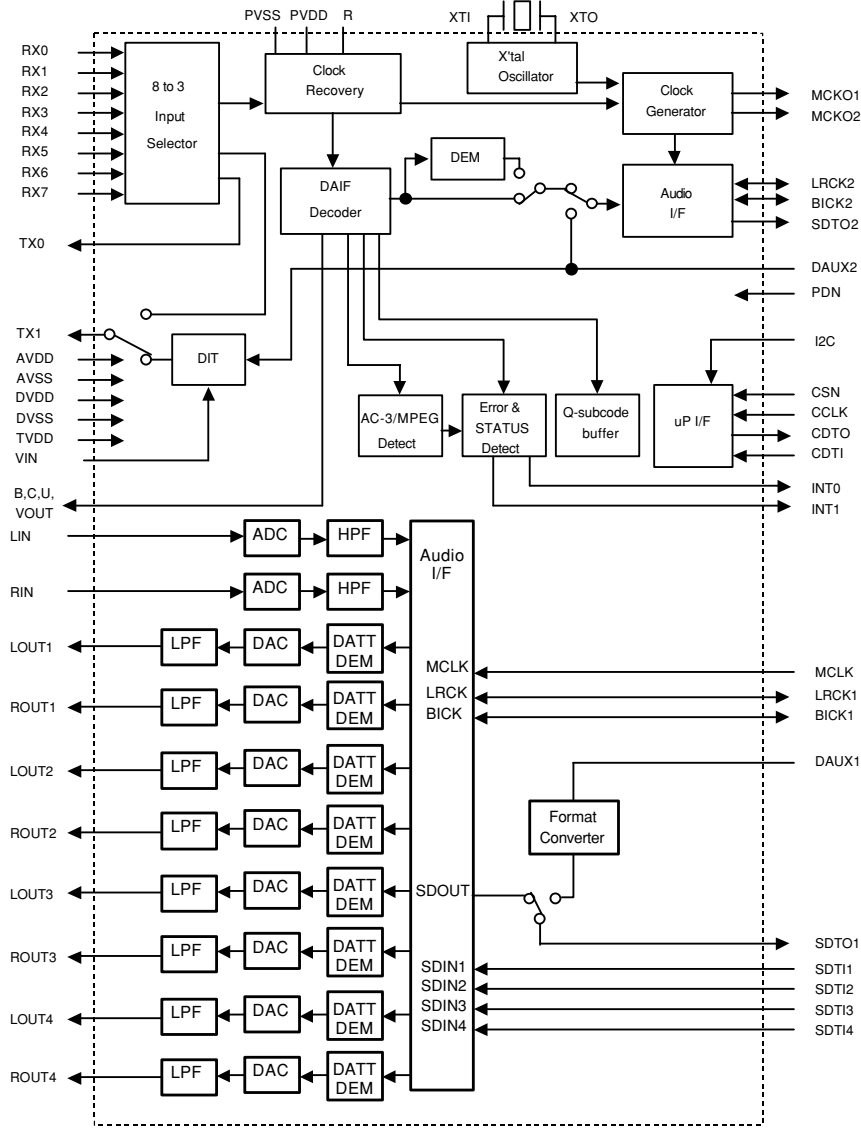 PVSS PVDD R XTI XTO
RX0
RX1
RX2
RX3
RX4
RX5
RX6
RX7
8 to 3
Input
Selector
Clock
Recovery
X'tal
Oscillator
Clock
Generator
MCKO1
MCKO2
DEM
DAIF
Decoder
Audio
I/F
LRCK2
BICK2
SDTO2
TX0
DAUX2
PDN
TX1
AVDD
AVSS
DVDD
DVSS
TVDD
VIN
DIT
I2C
AC-3/MPEG
Detect
Error &
STATUS
Detect
Q-subcode
buffer
uP I/F
CSN
CCLK
CDTO
CDTI
INT0
INT1
B,C,U,
VOUT
LIN
ADC HPF
Audio
I/F
RIN
ADC HPF
LOUT1
LPF DAC DATT
DEM
MCLK MCLK
LRCK LRCK1
BICK BICK1
ROUT1
LPF DAC DATT
DEM
LOUT2
LPF DAC DATT
DEM
DAUX1
Format
Converter
ROUT2
LPF DAC DATT
DEM
LOUT3
LPF DAC DATT
DEM
SDOUT
SDTO1
ROUT3
LPF DAC DATT
DEM
SDIN1 SDTI1
SDIN2 SDTI2
SDIN3 SDTI3
SDIN4 SDTI4
LOUT4
LPF DAC DATT
DEM
ROUT4
LPF DAC DATT
DEM